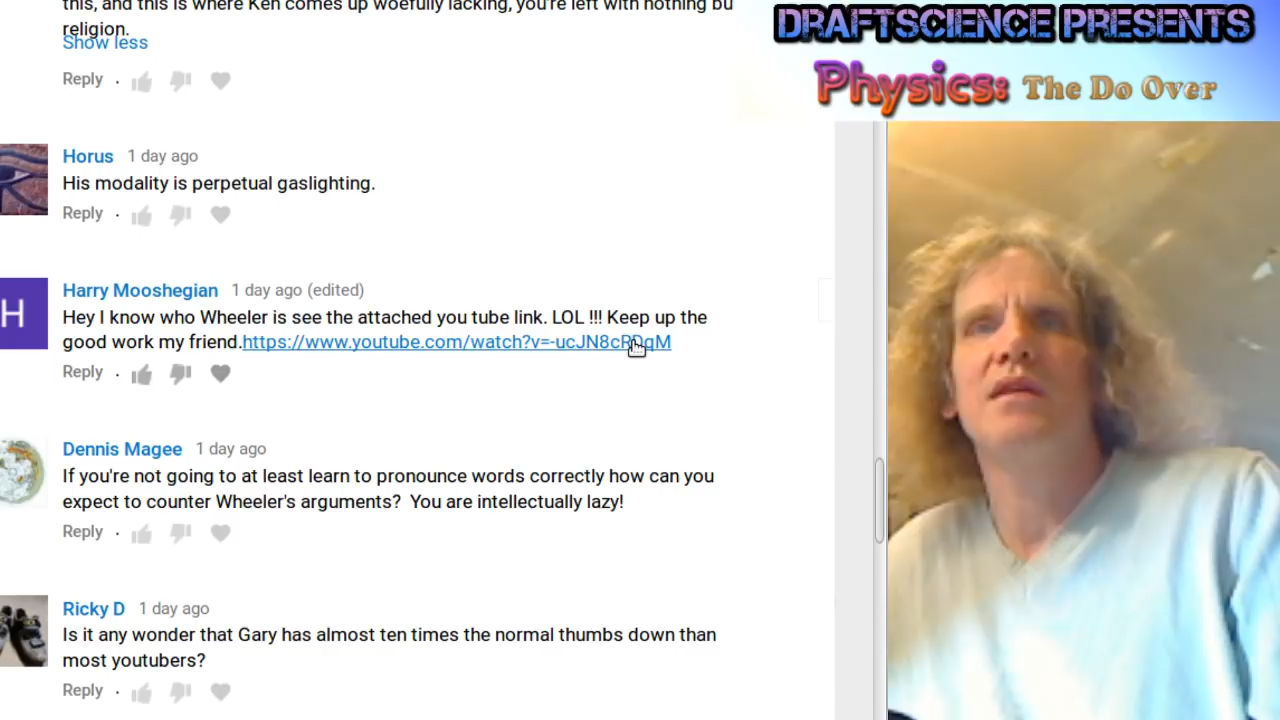 this, and this is where Ken comes up woefully lacking, you're left with nothing bu
religion.
Show less
Reply
DRAFTSCIENCE PRESENTS
Physics: The Do Over
Horus 1 day ago
His modality is perpetual gaslighting.
Reply
H
Harry Mooshegian 1 day ago (edited)
Hey I know who Wheeler is see the attached you tube link. LOL !!! Keep up the
good work my friend.
Reply
Dennis Magee 1 day ago
If you're not going to at least learn to pronounce words correctly how can you
expect to counter Wheeler's arguments? You are intellectually lazy!
Reply
Ricky D 1 day ago
Is it any wonder that Gary has almost ten times the normal thumbs down than
most youtubers?
Reply